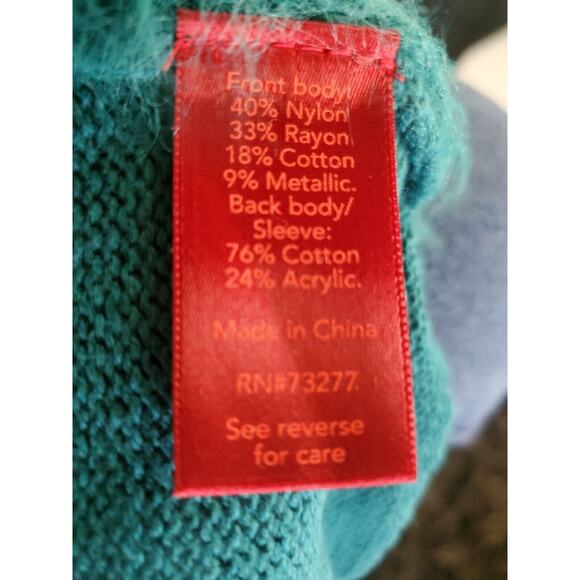 Front body:
40% Nylon
33% Rayon
18% Cotton
9% Metallic.
Back body/
Sleeve:
76% Cotton
24% Acrylic.
Made in China
RN#73277
See reverse
for care